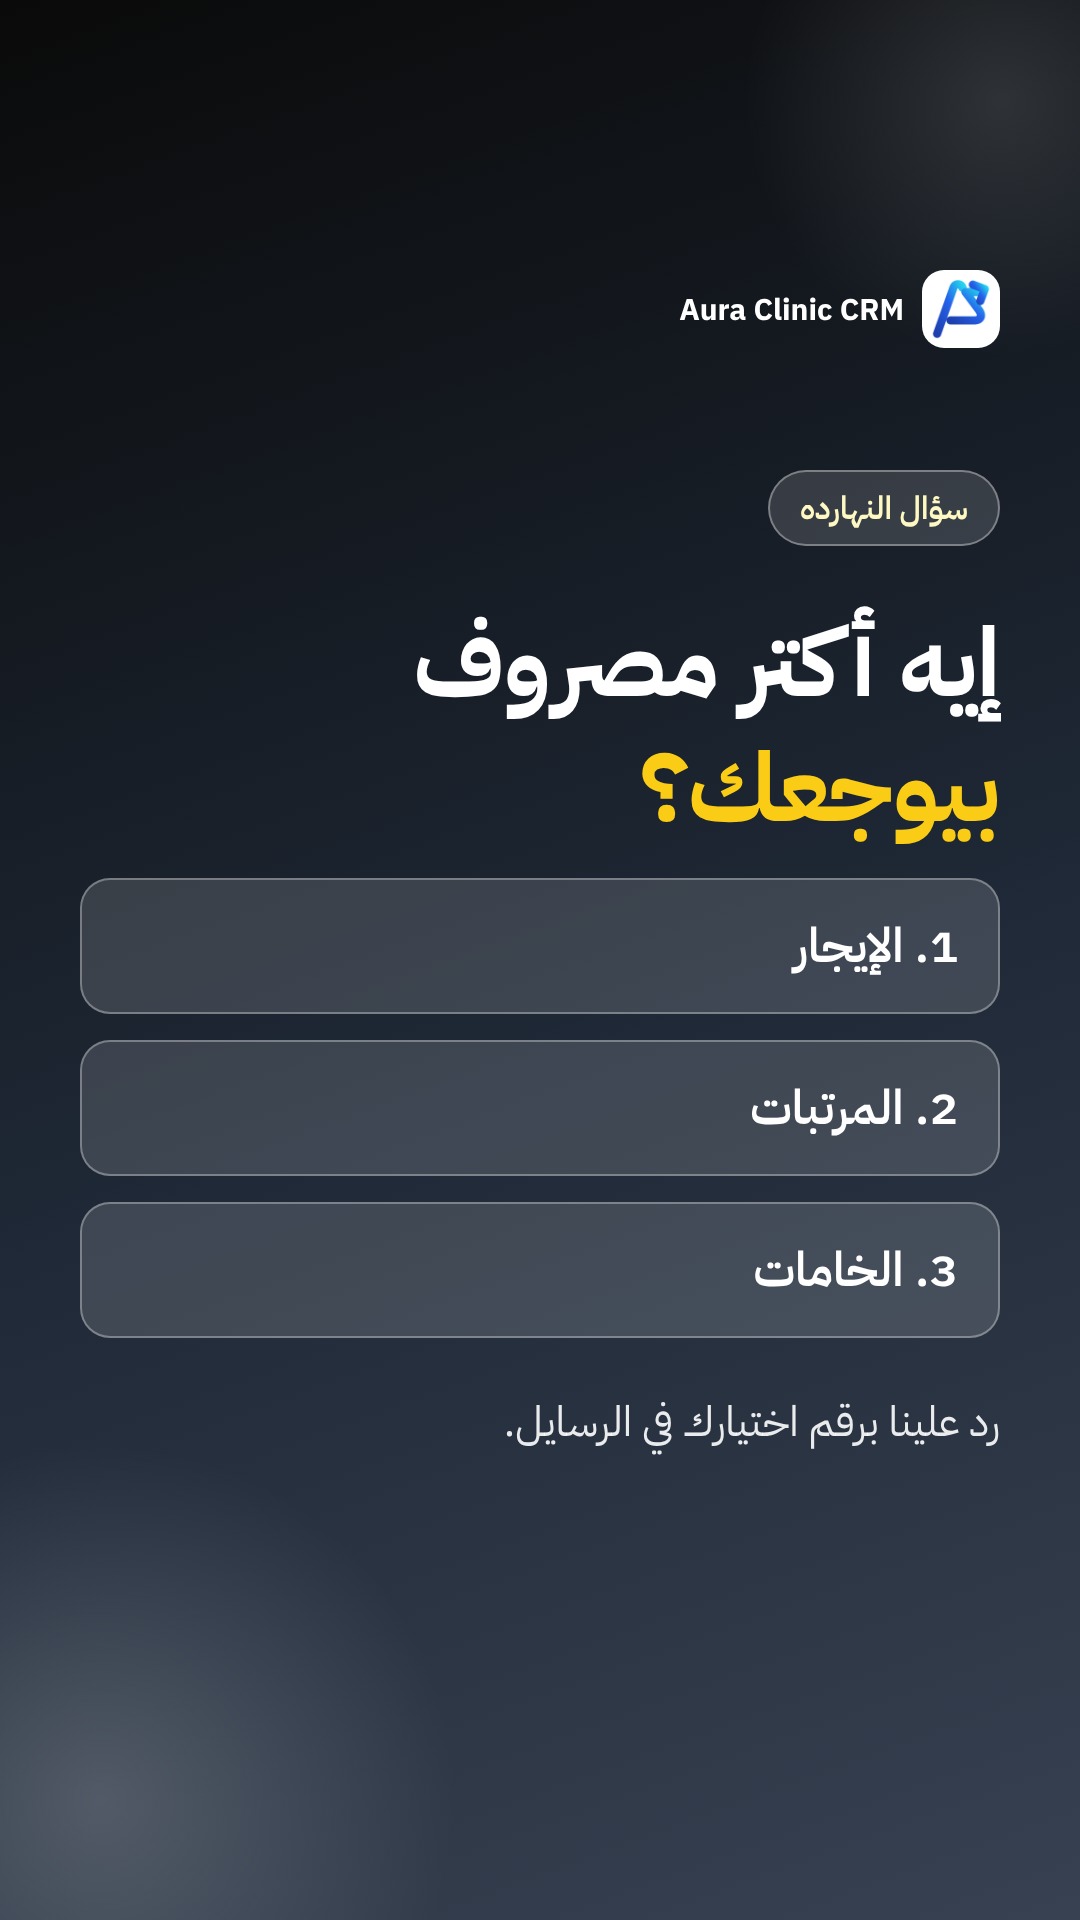 Aura Clinic CRM
سؤال النهارده
إيه أكتر مصروف
بيوجعك؟
1. الإيجار
2. المرتبات
3. الخامات
رد علينا برقم اختيارك في الرسايل.